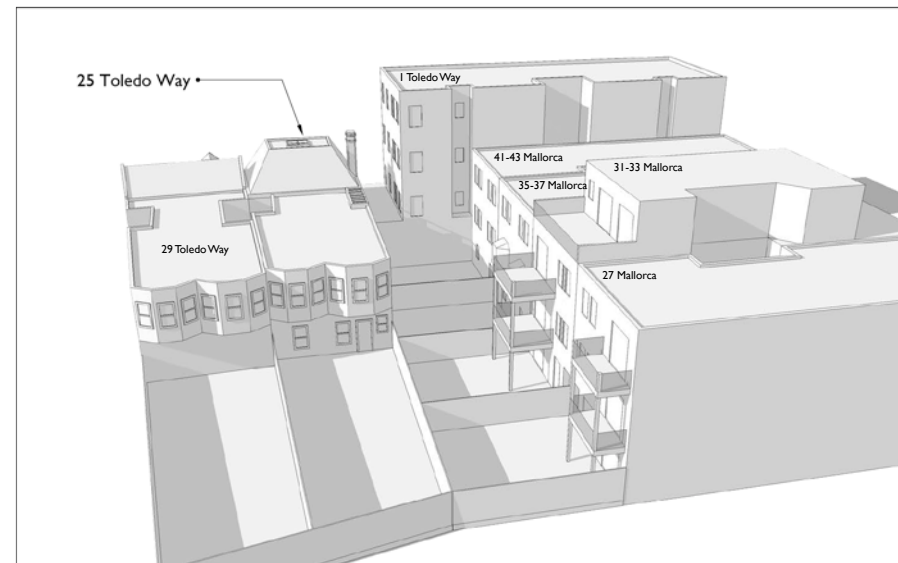 25 Toledo Way
1 Toledo Way
41-43 Mallorca
31-33 Mallorca
35-37 Mallorca
29 Toledo Way
27 Mallorca